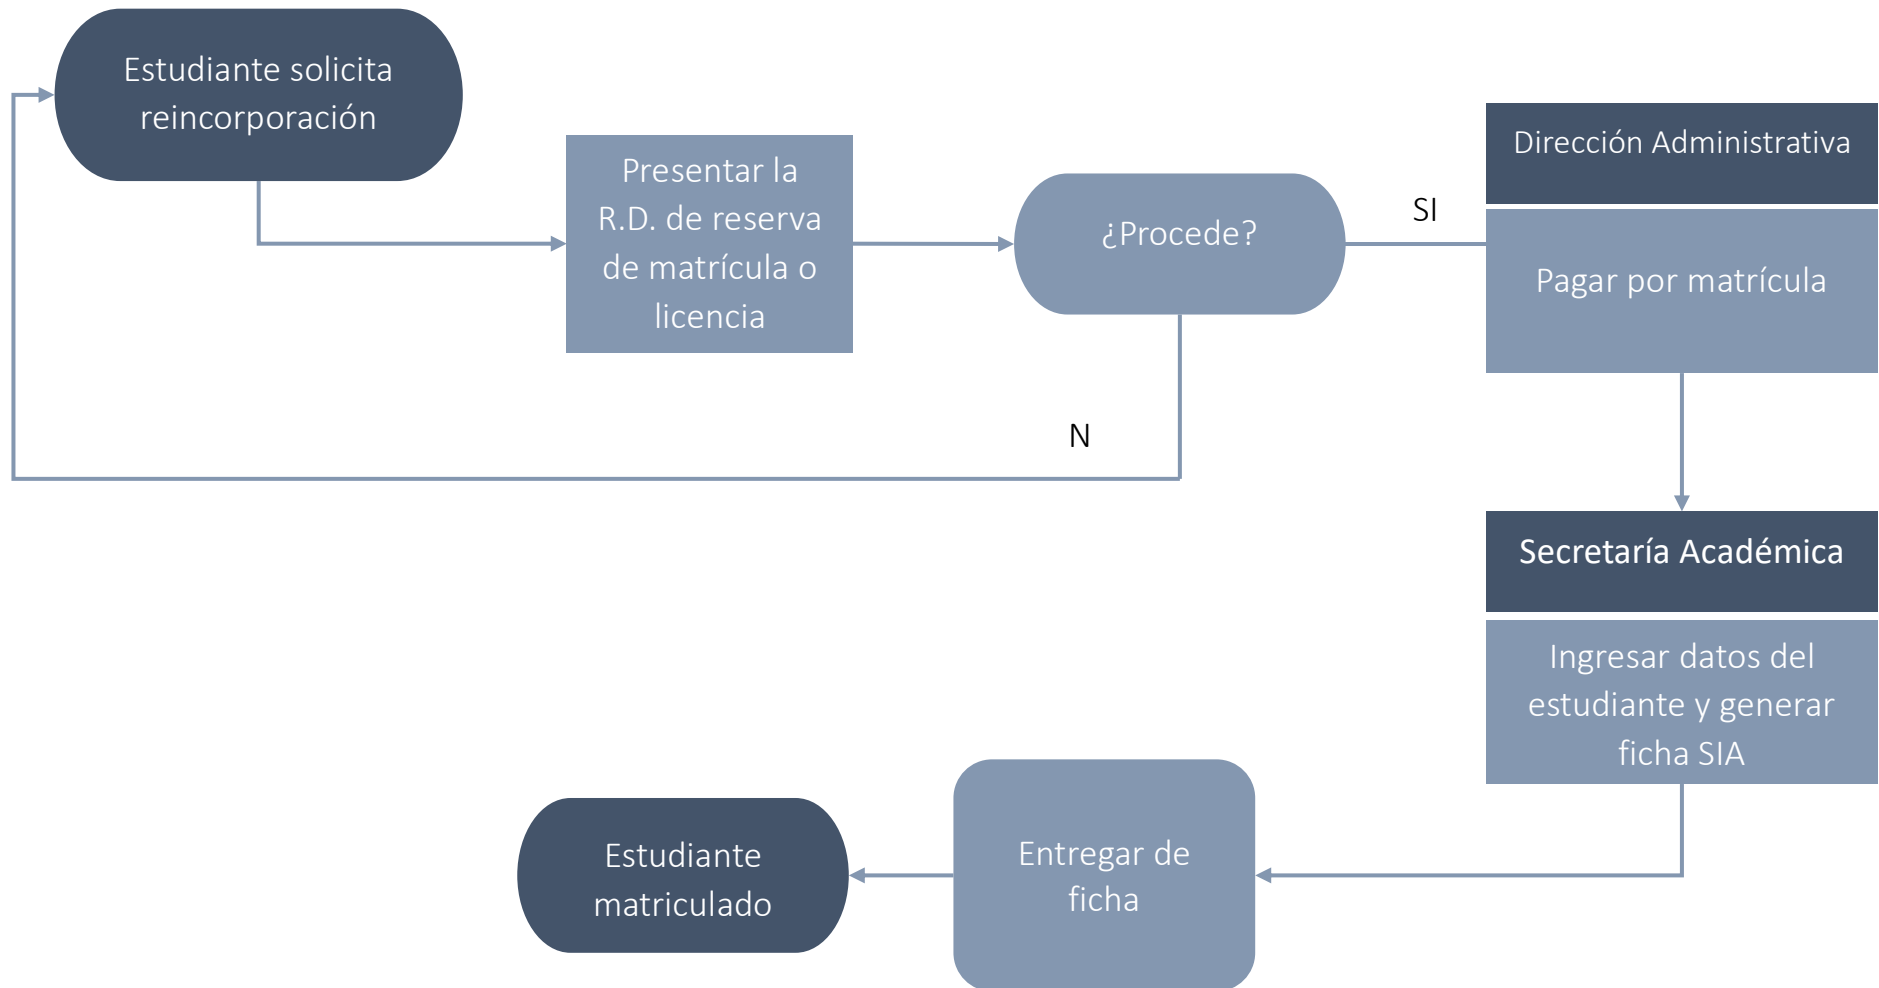 Estudiante solicita
reincorporación
Presentar la
R.D. de reserva
de matrícula o
licencia
¿Procede?
SI
N
Dirección Administrativa
Pagar por matrícula
Secretaría Académica
Ingresar datos del
estudiante y generar
ficha SIA
Entregar de
ficha
Estudiante
matriculado